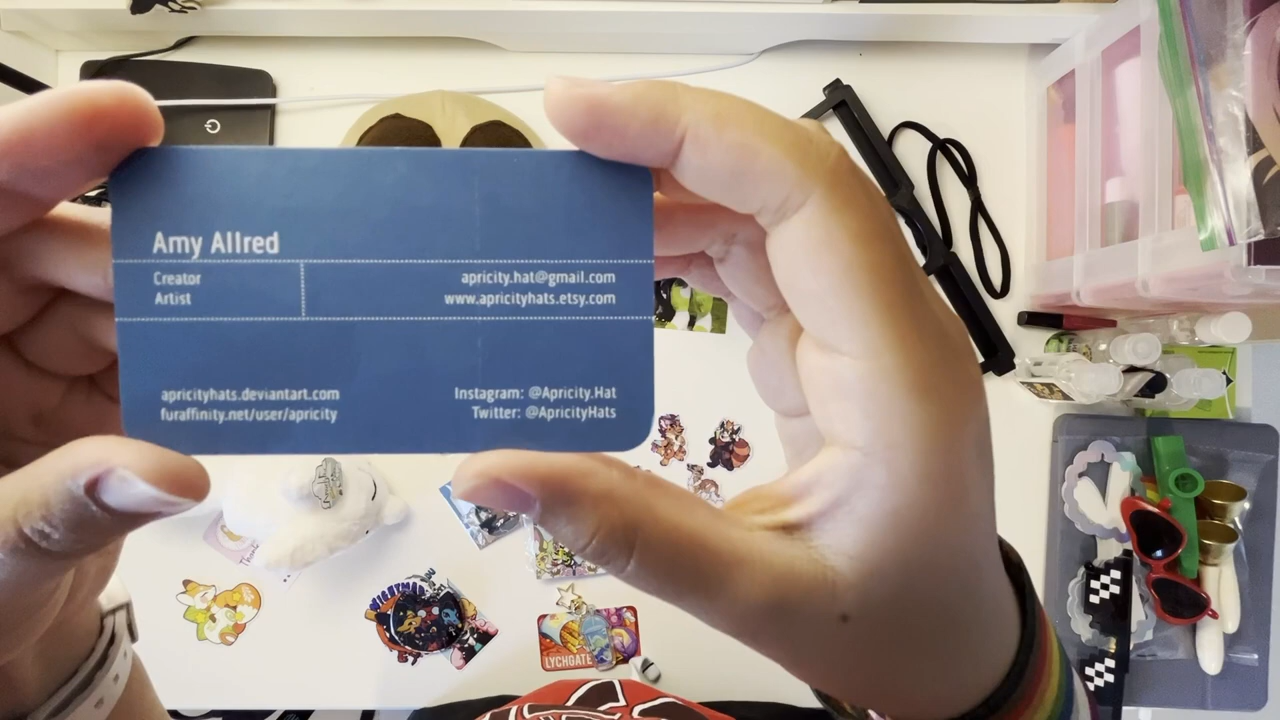 Amy Allred
Creator
Artist
apricity.hat@gmail.com
www.apricityhats.etsy.com
apricityhats.deviantart.com
furaffinity.net/user/apricity
Instagram: @Apricity.Hat
Twitter: @ApricityHats
LYCHGATE